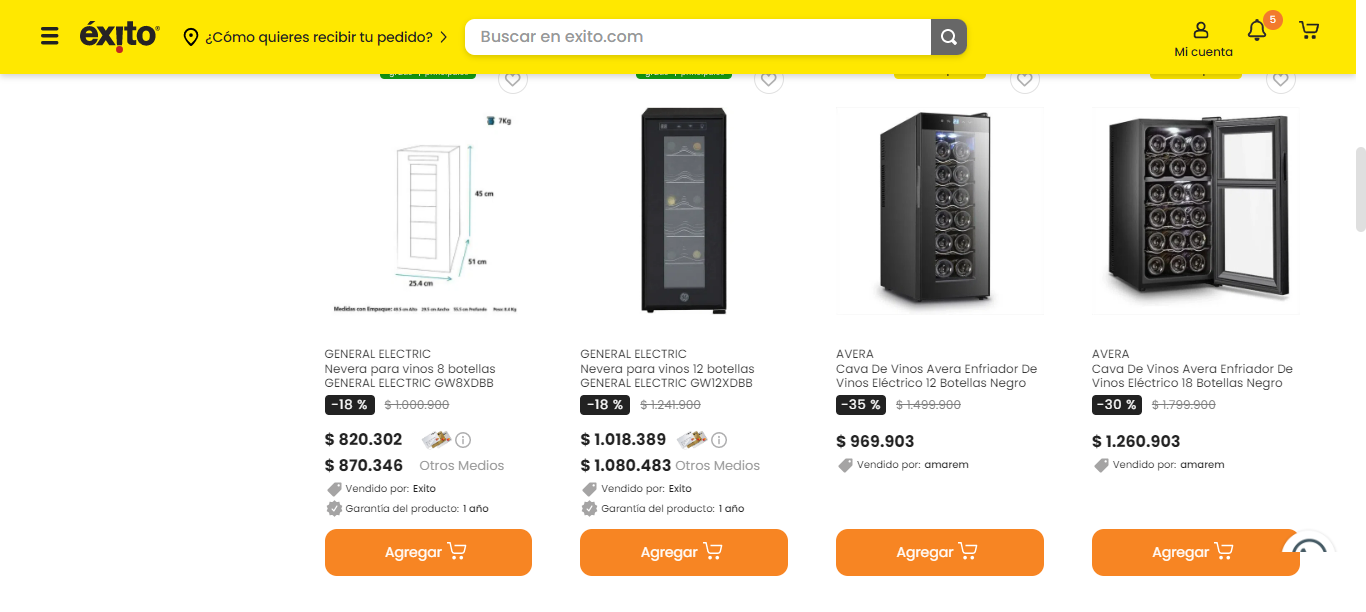 éxito
¿Cómo quieres recibir tu pedido?
Buscar en exito.com
Mi cuenta
5
7Kg
45 cm
51 cm
25.4 cm
Medidas con Empaque:
GENERAL ELECTRIC
Nevera para vinos 8 botellas
GENERAL ELECTRIC GW8XDBB
-18 % $ 1.000.900
$ 820.302
$ 870.346 Otros Medios
Vendido por: Exito
Garantía del producto: 1 año
Agregar
GENERAL ELECTRIC
Nevera para vinos 12 botellas
GENERAL ELECTRIC GW12XDBB
-18 % $ 1.241.900
$ 1.018.389
$ 1.080.483 Otros Medios
Vendido por: Exito
Garantía del producto: 1 año
Agregar
AVERA
Cava De Vinos Avera Enfriador De
Vinos Eléctrico 12 Botellas Negro
-35 % $ 1.499.900
$ 969.903
Vendido por: amarem
Agregar
AVERA
Cava De Vinos Avera Enfriador De
Vinos Eléctrico 18 Botellas Negro
-30 % $ 1.799.900
$ 1.260.903
Vendido por: amarem
Agregar